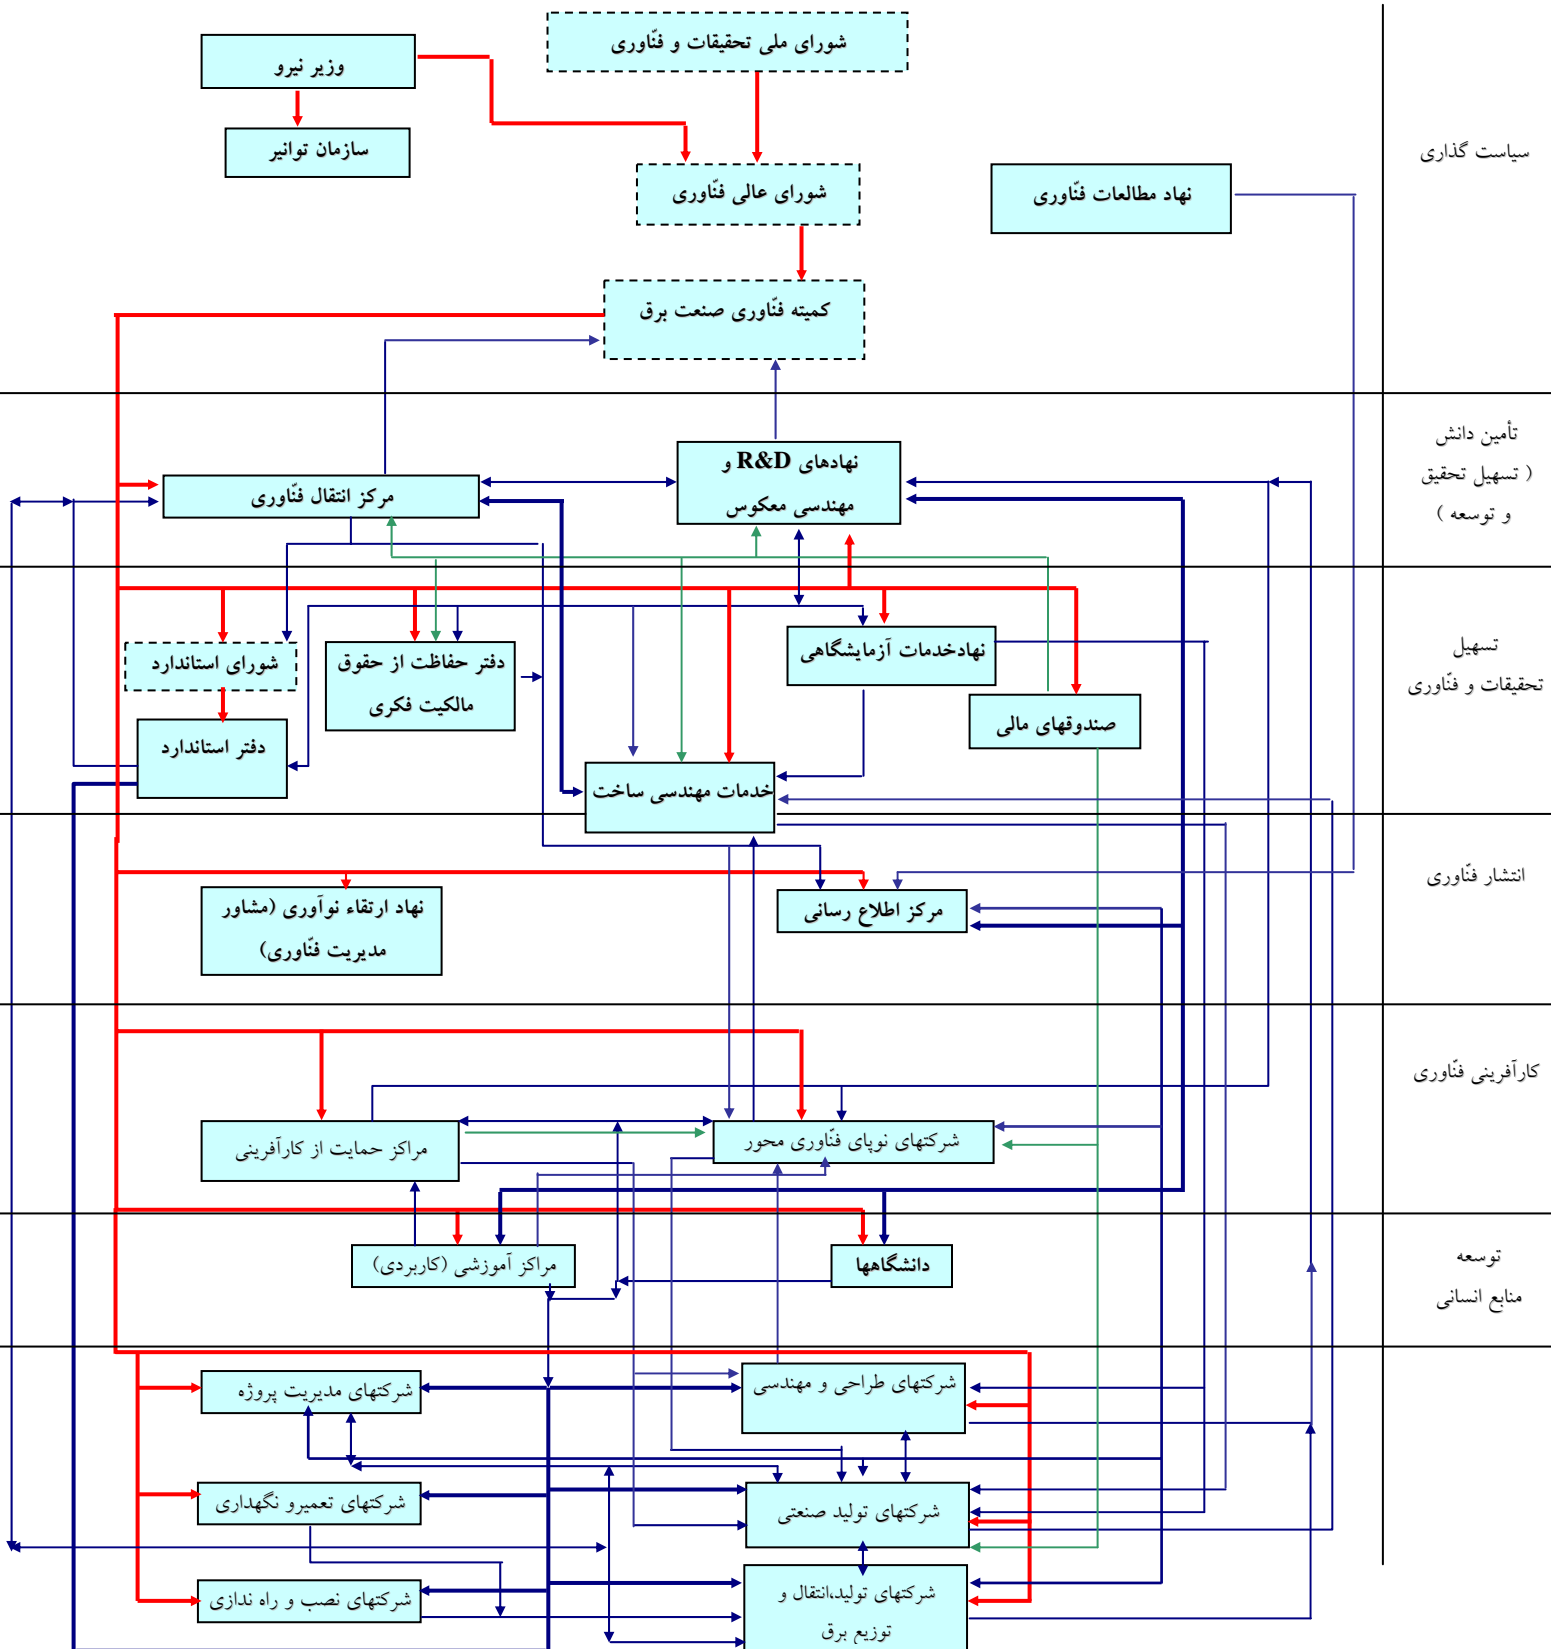 شورای ملی تحقیقات و فنّاوری
وزیر نیرو
سازمان توانیر
سیاست گذاری
شورای عالی فنّاوری
نهاد مطالعات فنّاوری
کمیته فنّاوری صنعت برق
تأمین دانش
( تسهیل تحقیق
و توسعه )
نهادهای R&D و
مهندسی معکوس
مرکز انتقال فنّاوری
تسهیل
تحقیقات و فنّاوری
نهادخدمات آزمایشگاهی
دفتر حفاظت از حقوق
مالکیت فکری
شورای استاندارد
صندوقهای مالی
دفتر استاندارد
خدمات مهندسی ساخت
انتشار فنّاوری
مرکز اطلاع رسانی
نهاد ارتقاء نوآوری (مشاور
مدیریت فنّاوری)
کارآفرینی فنّاوری
شرکتهای نوپای فنّاوری محور
مراکز حمایت از کارآفرینی
توسعه
منابع انسانی
دانشگاهها
مراکز آموزشی (کاربردی)
شرکتهای طراحی و مهندسی
شرکتهای مدیریت پروژه
شرکتهای تولید صنعتی
شرکتهای تعمیرو نگهداری
شرکتهای تولید،انتقال و
توزیع برق
شرکتهای نصب و راه ندازی